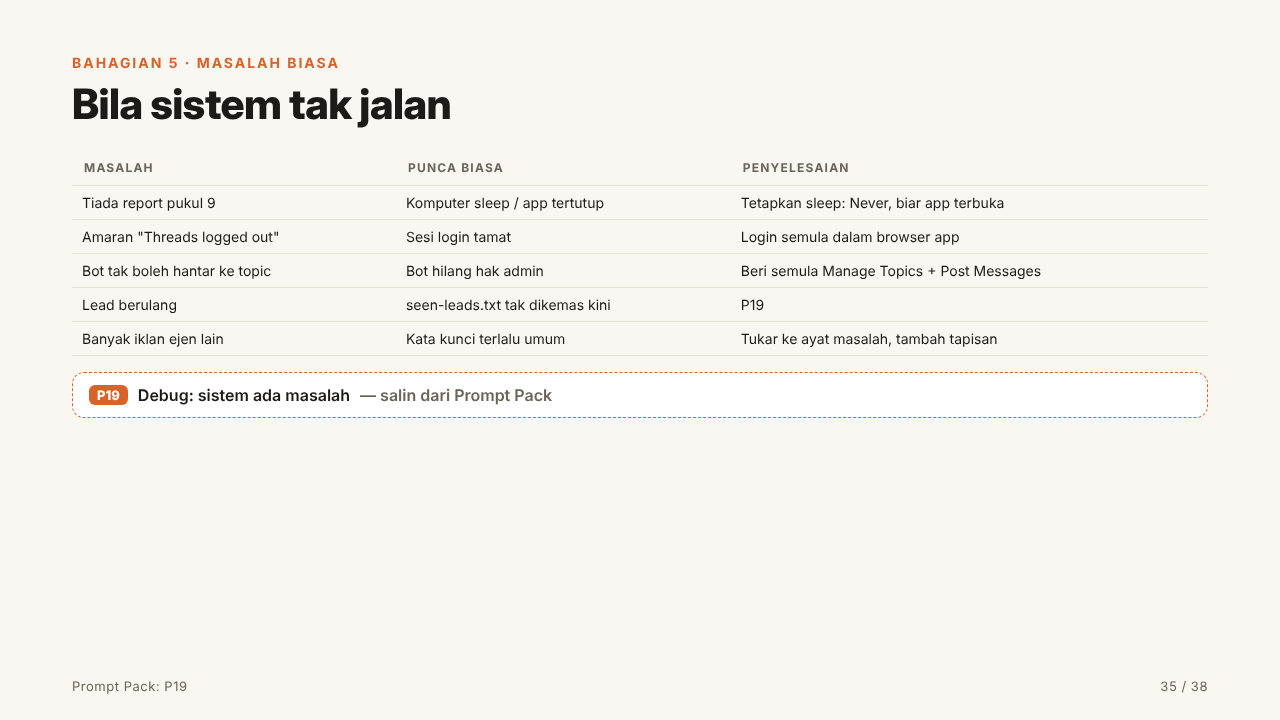 BAHAGIAN 5 · MASALAH BIASA
Bila sistem tak jalan
MASALAH PUNCA BIASA PENYELESAIAN
Tiada report pukul 9 Komputer sleep / app tertutup Tetapkan sleep: Never, biar app terbuka
Amaran "Threads logged out" Sesi login tamat Login semula dalam browser app
Bot tak boleh hantar ke topic Bot hilang hak admin Beri semula Manage Topics + Post Messages
Lead berulang seen-leads.txt tak dikemas kini P19
Banyak iklan ejen lain Kata kunci terlalu umum Tukar ke ayat masalah, tambah tapisan
P19 Debug: sistem ada masalah — salin dari Prompt Pack
Prompt Pack: P19 35 / 38